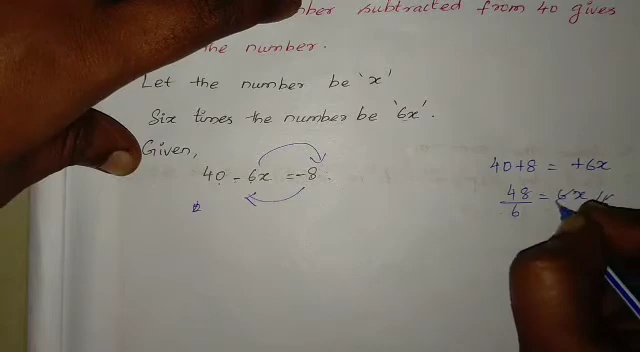 subtracted from 40 gives
the number.
Let the number be 'x'
Six times the number be '6x'.
Given,
40 - 6x = -8.
40+8 = +6x
48/6 = 6x